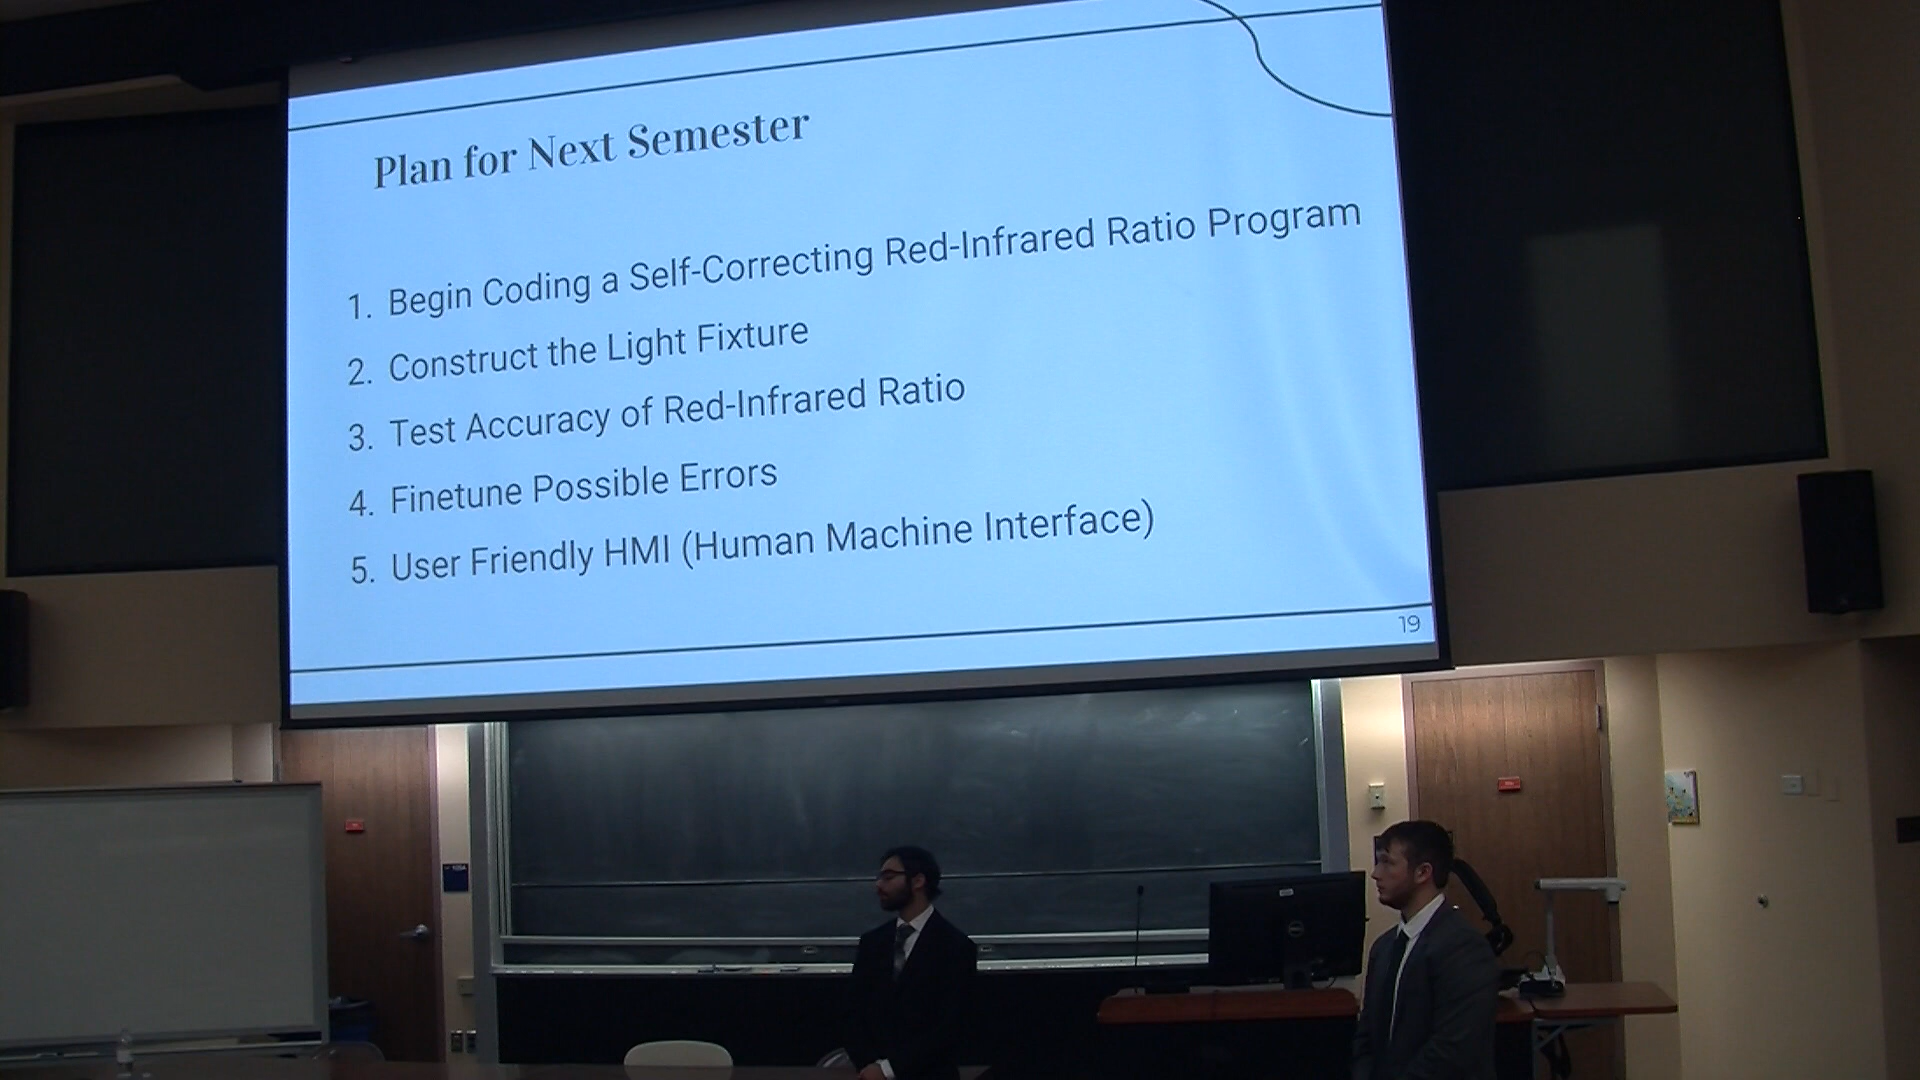 Plan for Next Semester
1. Begin Coding a Self-Correcting Red-Infrared Ratio Program
2. Construct the Light Fixture
3. Test Accuracy of Red-Infrared Ratio
4. Finetune Possible Errors
5. User Friendly HMI (Human Machine Interface)
19